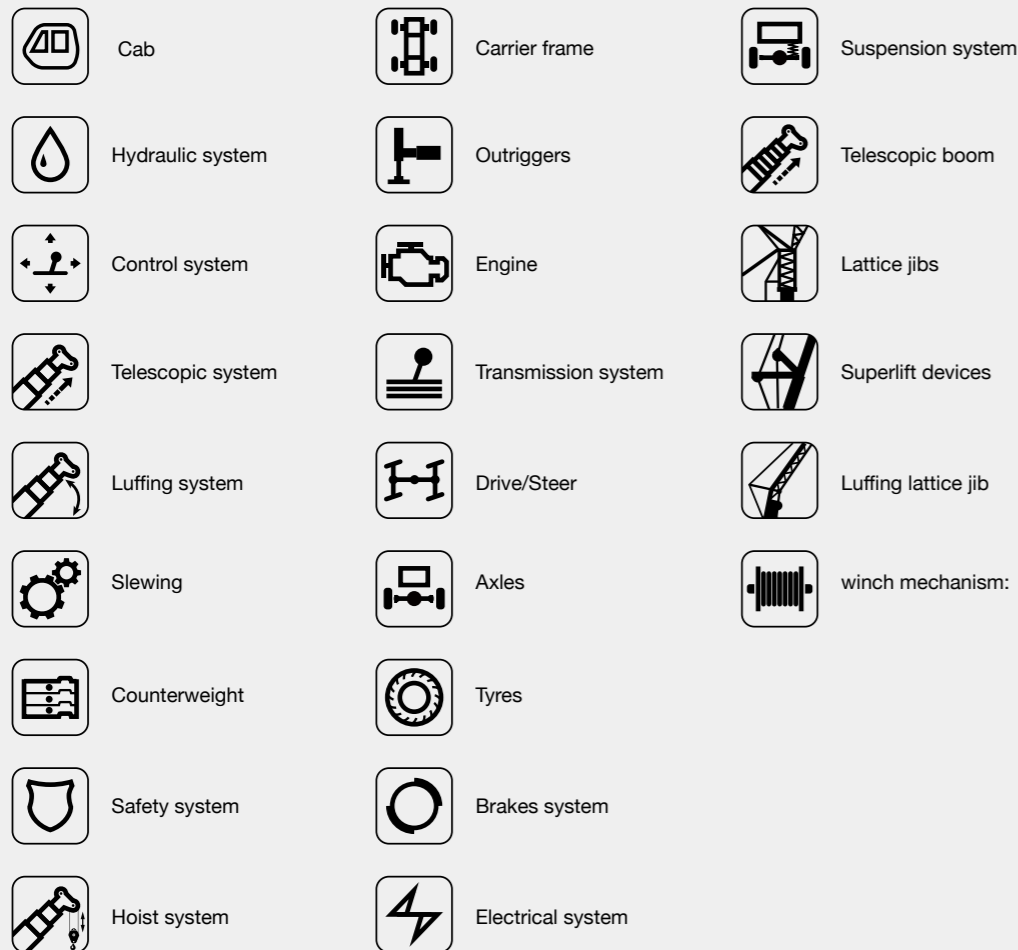 Cab
Hydraulic system
Control system
Telescopic system
Luffing system
Slewing
Counterweight
Safety system
Hoist system
Carrier frame
Outriggers
Engine
Transmission system
Drive/Steer
Axles
Tyres
Brakes system
Electrical system
Suspension system
Telescopic boom
Lattice jibs
Superlift devices
Luffing lattice jib
winch mechanism: